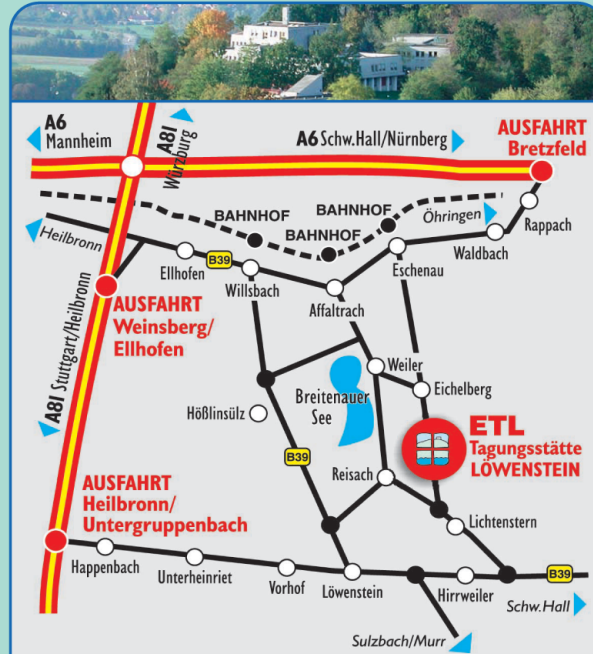 A6
Mannheim
A81
Würzburg
A6 Schw.Hall/Nürnberg
AUSFAHRT
Bretzfeld
BAHNHOF
BAHNHOF
BAHNHOF
Öhringen
Rappach
Heilbronn
Ellhofen
B39
Willsbach
Waldbach
Eschenau
Affaltrach
AUSFAHRT
Weinsberg/
Ellhofen
A81 Stuttgart/Heilbronn
Weiler
Breitenauer
See
Eichelberg
Hößlinsülz
ETL
Tagungsstätte
LÖWENSTEIN
B39
Reisach
AUSFAHRT
Heilbronn/
Untergruppenbach
Lichtenstern
Happenbach
Unterheinriet
Vorhof
Löwenstein
Hirrweiler
B39
Schw.Hall
Sulzbach/Murr